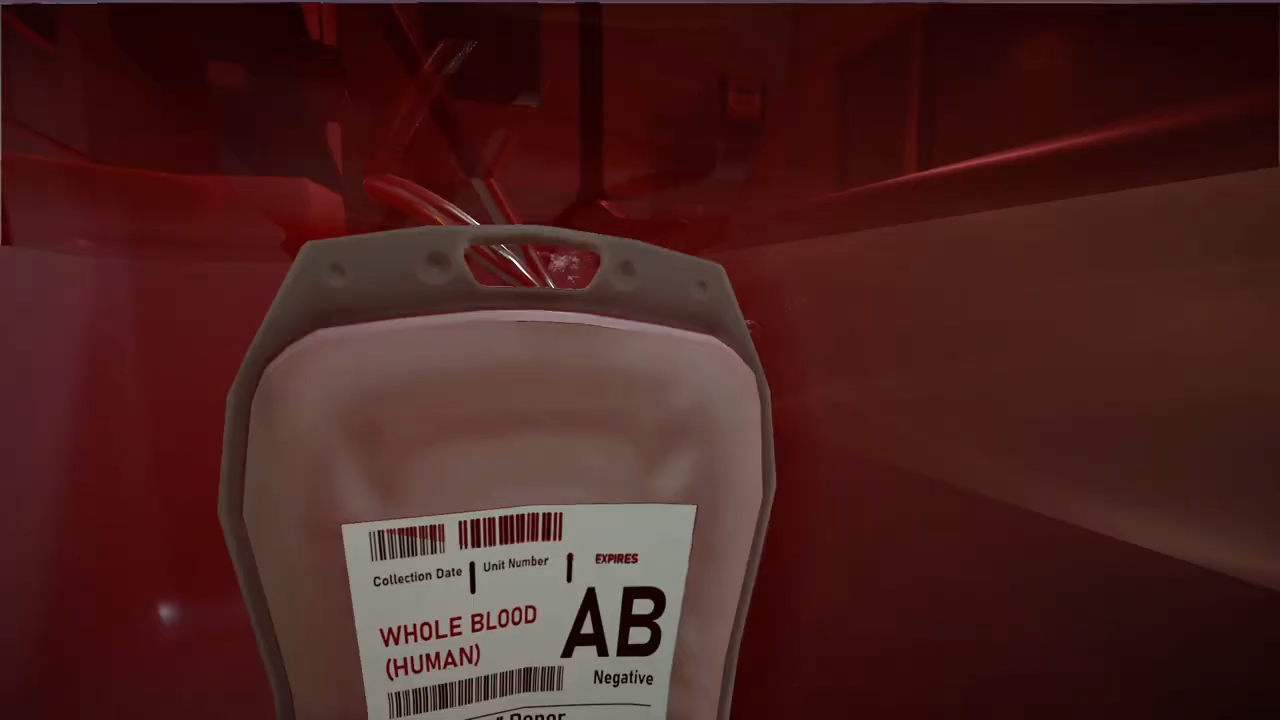 Collection Date Unit Number EXPIRES
WHOLE BLOOD
(HUMAN)
AB
Negative